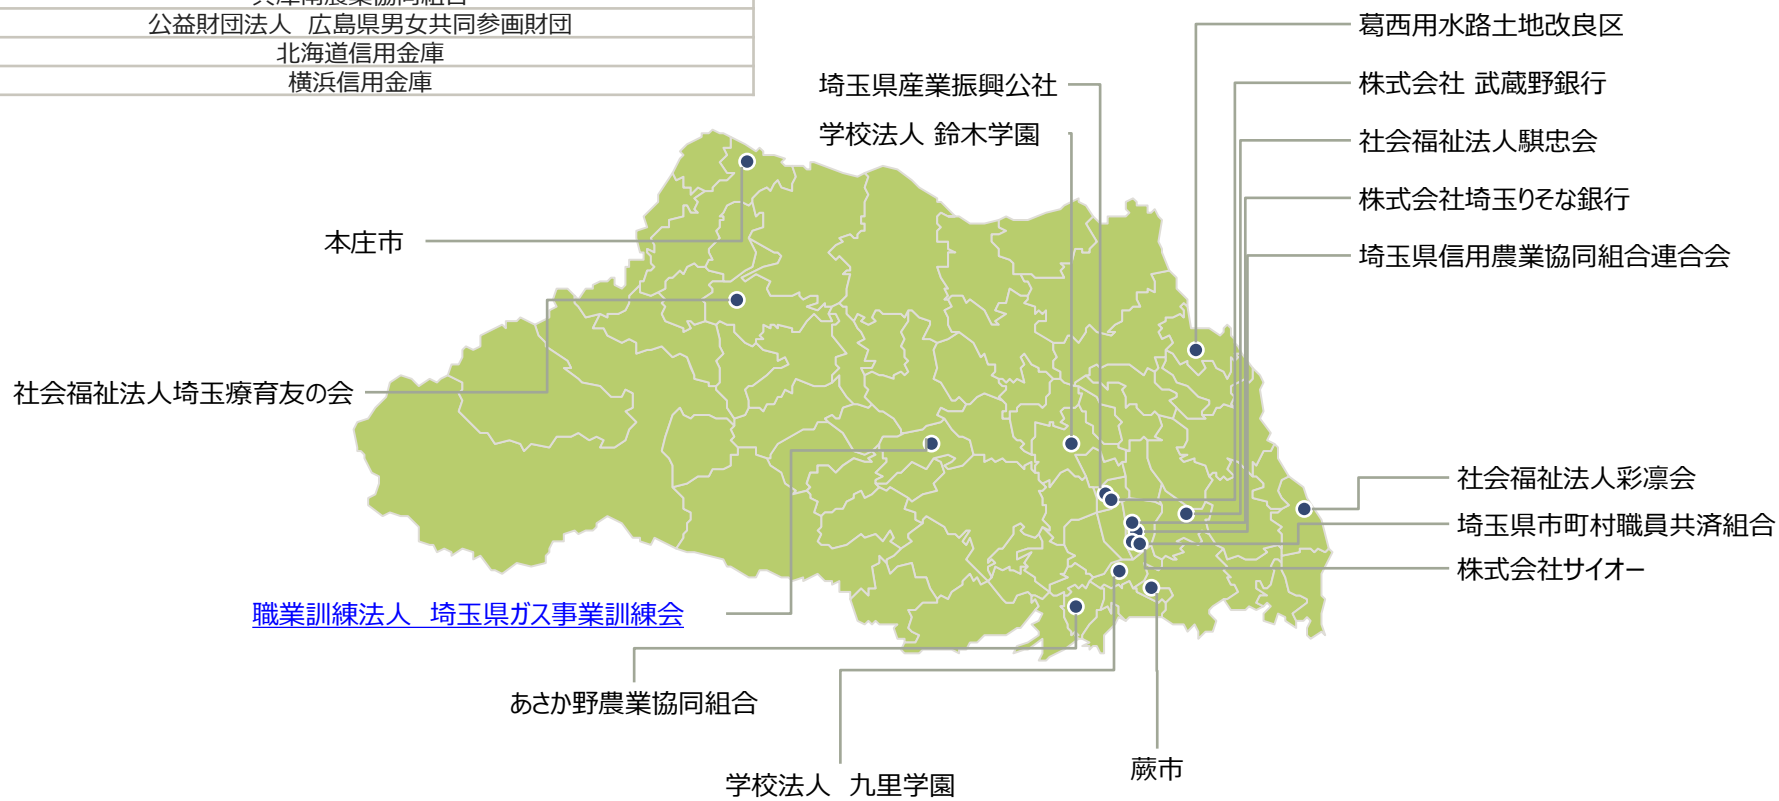 公益財団法人 広島県男女共同参画財団
北海道信用金庫
横浜信用金庫
葛西用水路土地改良区
埼玉県産業振興公社
株式会社 武蔵野銀行
学校法人 鈴木学園
社会福祉法人騏忠会
株式会社埼玉りそな銀行
本庄市
埼玉県信用農業協同組合連合会
社会福祉法人埼玉療育友の会
社会福祉法人彩凛会
埼玉県市町村職員共済組合
株式会社サイオー
職業訓練法人 埼玉県ガス事業訓練会
あさか野農業協同組合
蕨市
学校法人 九里学園